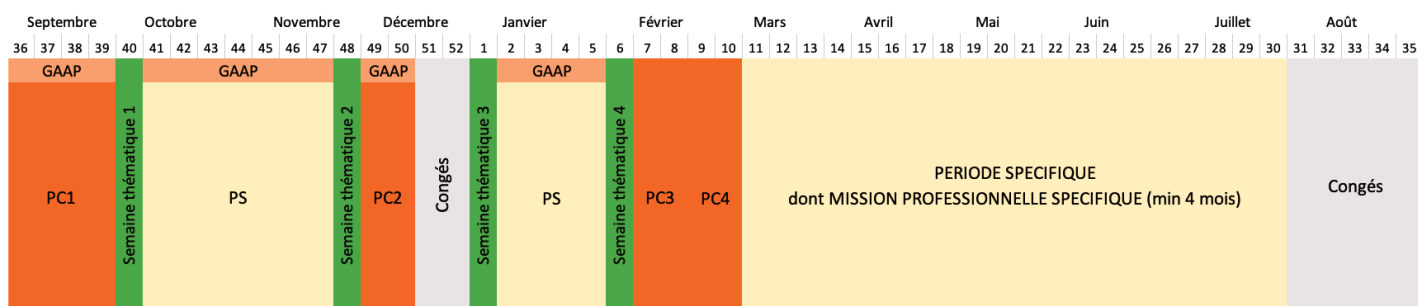 Septembre Octobre Novembre Décembre Janvier Février Mars Avril Mai Juin Juillet Août
36 37 38 39 40 41 42 43 44 45 46 47 48 49 50 51 52 1 2 3 4 5 6 7 8 9 10 11 12 13 14 15 16 17 18 19 20 21 22 23 24 25 26 27 28 29 30 31 32 33 34 35
GAAP GAAP GAAP GAAP
PC1
Semaine thématique 1
PS
Semaine thématique 2
PC2
Congés
Semaine thématique 3
PS
Semaine thématique 4
PC3
PC4
PERIODE SPECIFIQUE
dont MISSION PROFESSIONNELLE SPECIFIQUE (min 4 mois)
Congés